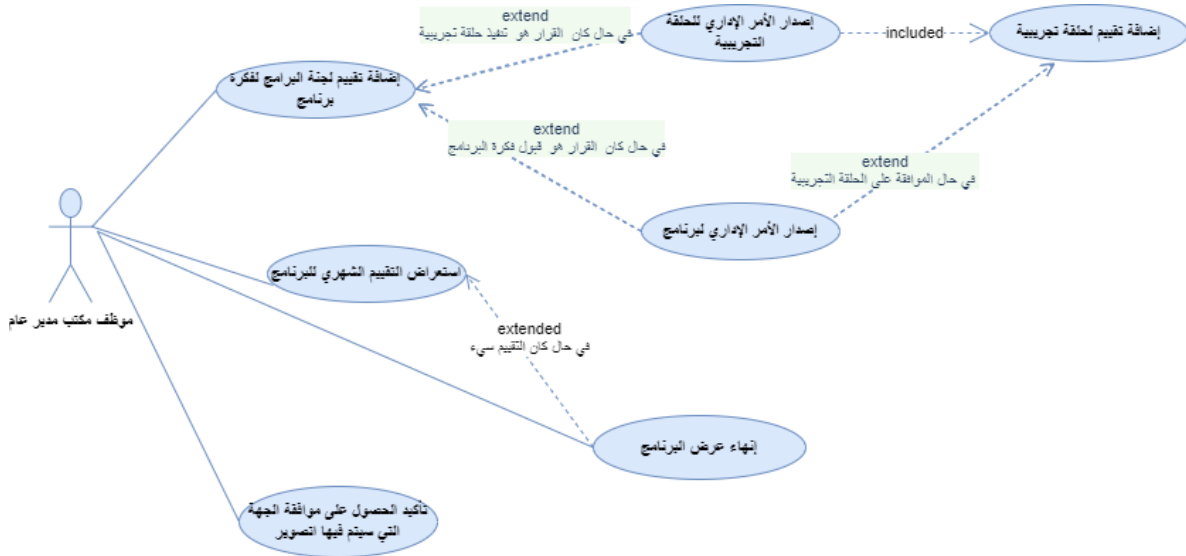 extend
في حال كان القرار هو تنفيذ حلقة تجريبية
إصدار الأمر الإداري للحلقة
التجريبية
included
إضافة تقييم لحلقة تجريبية
إضافة تقييم لجنة البرامج لفكرة
برنامج
extend
في حال كان القرار هو قبول فكرة البرنامج
extend
في حال الموافقة على الحلقة التجريبية
إصدار الأمر الإداري لبرنامج
استعراض التقييم الشهري للبرنامج
موظف مكتب مدير عام
extended
في حال كان التقييم سيء
إنهاء عرض البرنامج
تأكيد الحصول على موافقة الجهة
التي سيتم فيها اتصوير